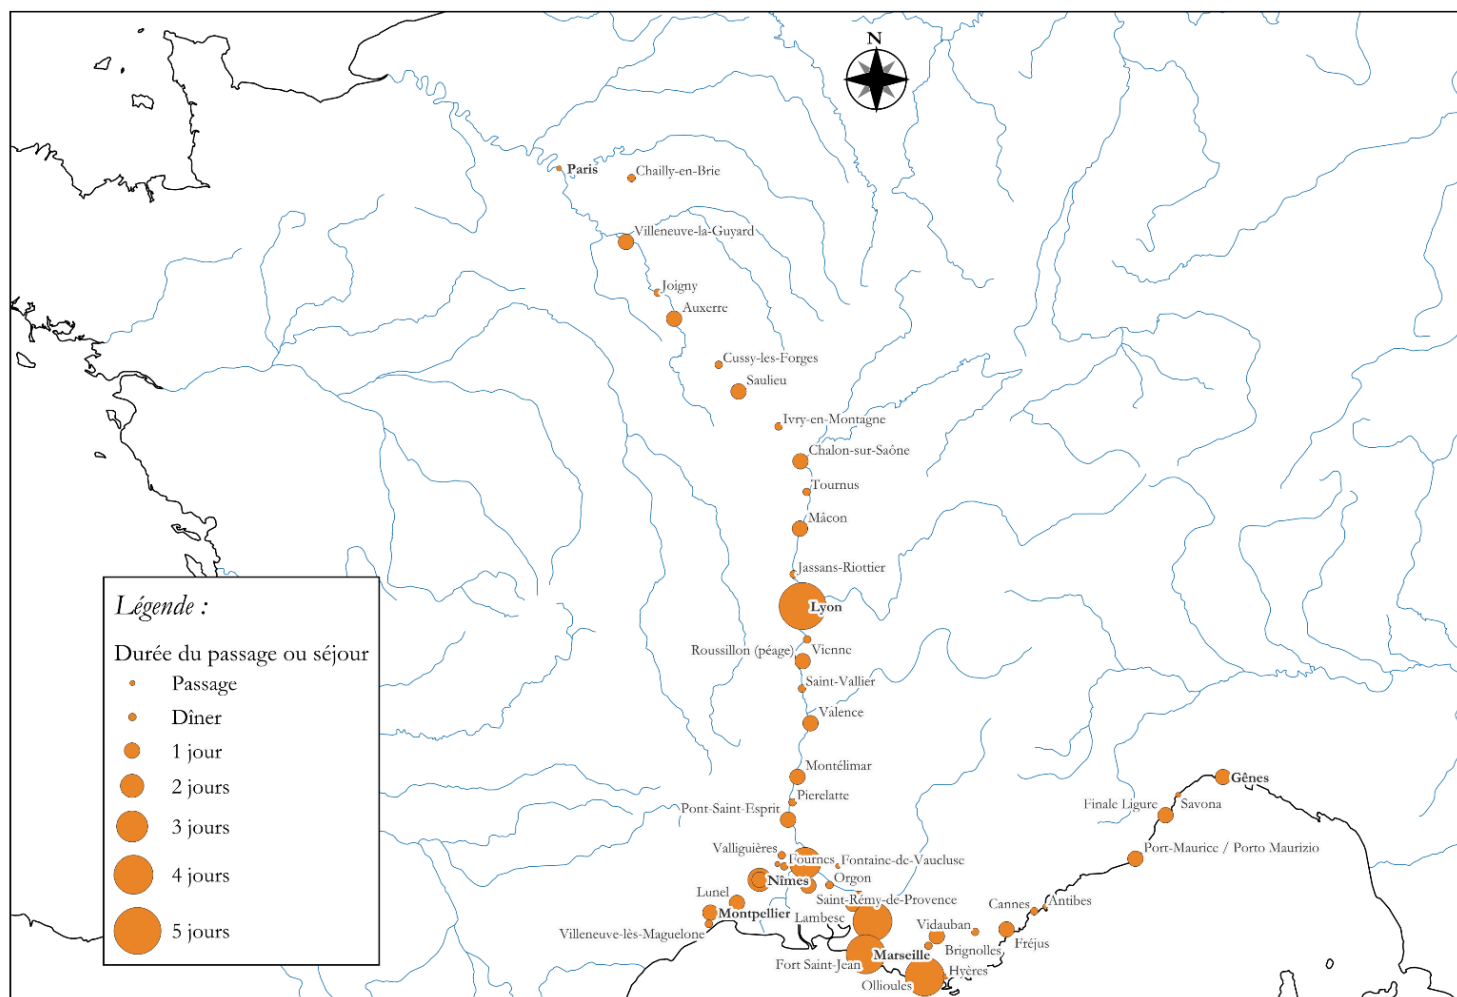 N
Paris
Chailly-en-Brie
Villeneuve-la-Guyard
Joigny
Auxerre
Cussy-les-Forges
Saulieu
Ivry-en-Montagne
Chalon-sur-Saône
Tournus
Mâcon
Jassans-Riottier
Lyon
Roussillon (péage)
Vienne
Saint-Vallier
Valence
Montélimar
Pierelatte
Pont-Saint-Esprit
Valliguières
Fournes
Fontaine-de-Vaucluse
Nîmes
Orgon
Lunel
Saint-Rémy-de-Provence
Montpellier
Lambesc
Villeneuve-lès-Maguelone
Marseille
Fort Saint-Jean
Vidauban
Brignolles
Hyères
Ollioules
Fréjus
Cannes
Antibes
Port-Maurice / Porto Maurizio
Finale Ligure
Savona
Gênes
Légende :
Durée du passage ou séjour
Passage
Dîner
1 jour
2 jours
3 jours
4 jours
5 jours